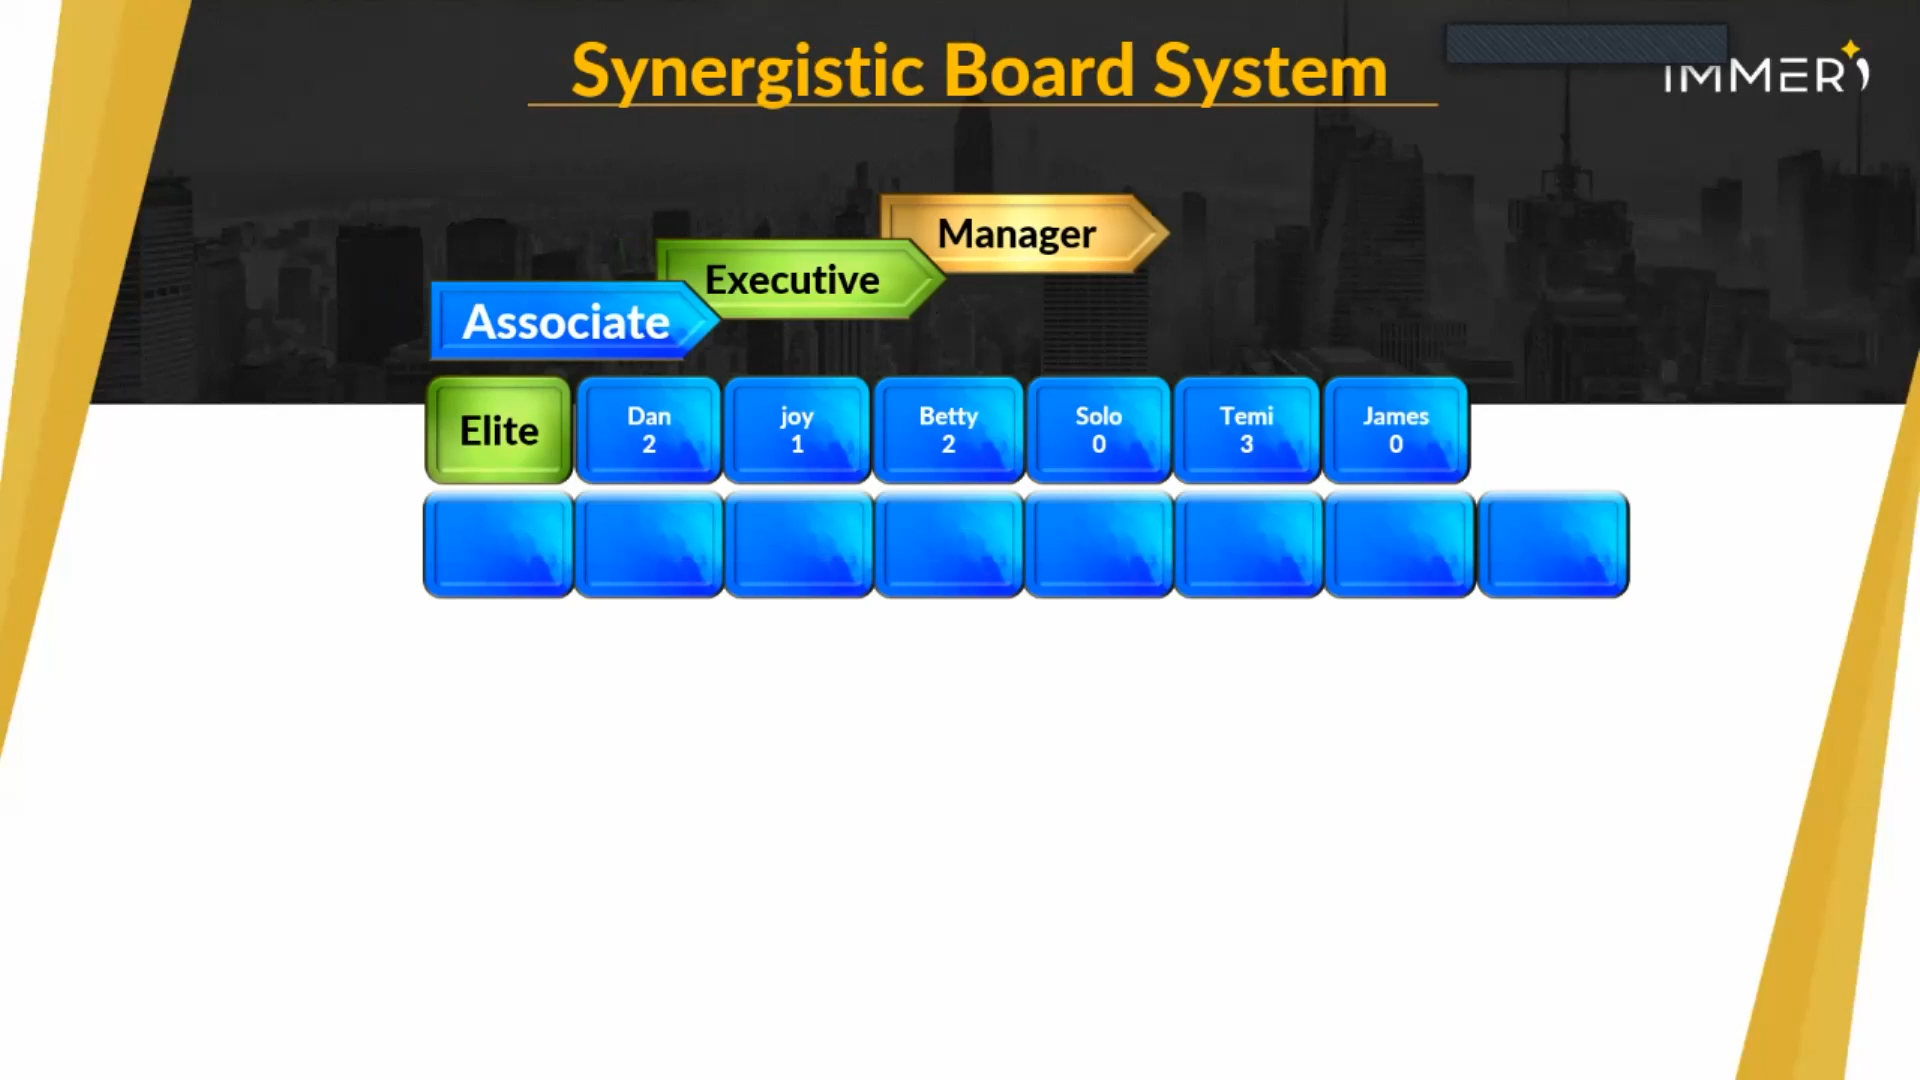 Synergistic Board System
IMMER
Manager
Executive
Associate
Elite
Dan
2
joy
1
Betty
2
Solo
0
Temi
3
James
0